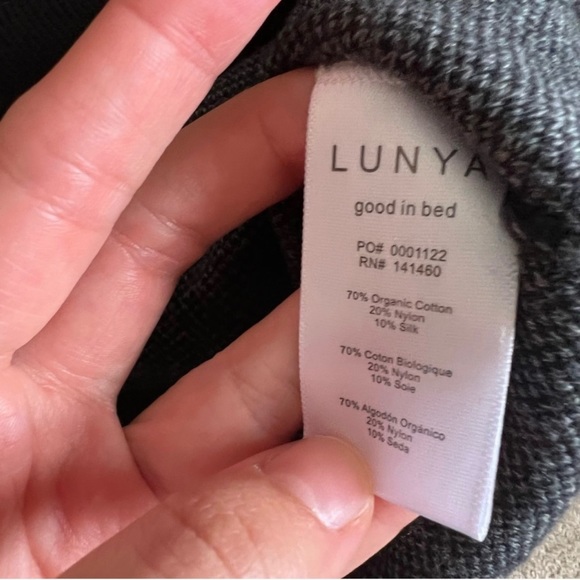 LUNYA
good in bed
PO# 0001122
RN# 141460
70% Organic Cotton
20% Nylon
10% Silk
70% Coton Biologique
20% Nylon
10% Soie
70% Algodón Orgánico
20% Nylon
10% Seda